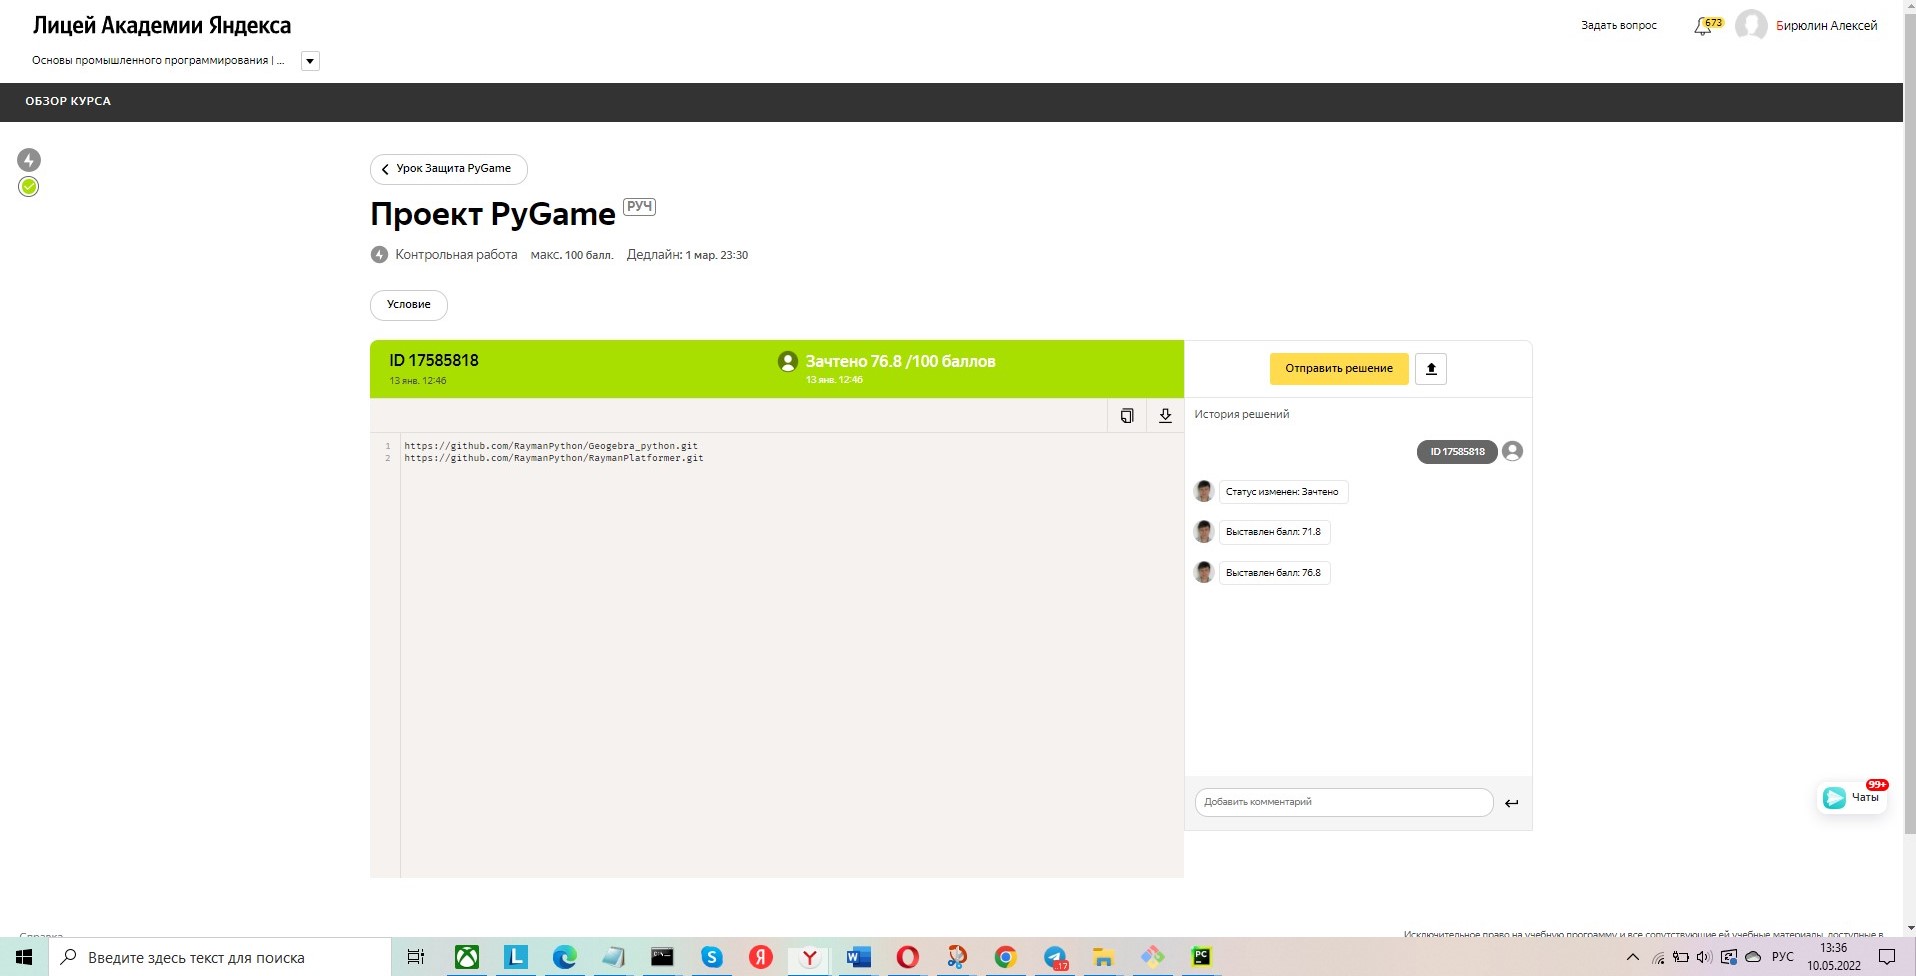 Лицей Академии Яндекса
Задать вопрос
673
Бирюлин Алексей
Основы промышленного программирования | ...
ОБЗОР КУРСА
Урок Защита PyGame
Проект PyGame РУЧ
Контрольная работа макс. 100 балл. Дедлайн: 1 мар. 23:30
Условие
ID 17585818
13 янв. 12:46
Зачтено 76.8 /100 баллов
13 янв. 12:46
Отправить решение
1 https://github.com/RaymanPython/Geogebra_python.git
2 https://github.com/RaymanPython/RaymanPlatformer.git
История решений
ID 17585818
Статус изменен: Зачтено
Выставлен балл: 71.8
Выставлен балл: 76.8
Добавить комментарий
99+
Чаты
Справка
Исключительное право на учебную программу и все сопутствующие ей учебные материалы, доступные в
Введите здесь текст для поиска
17
РУС
13:36
10.05.2022